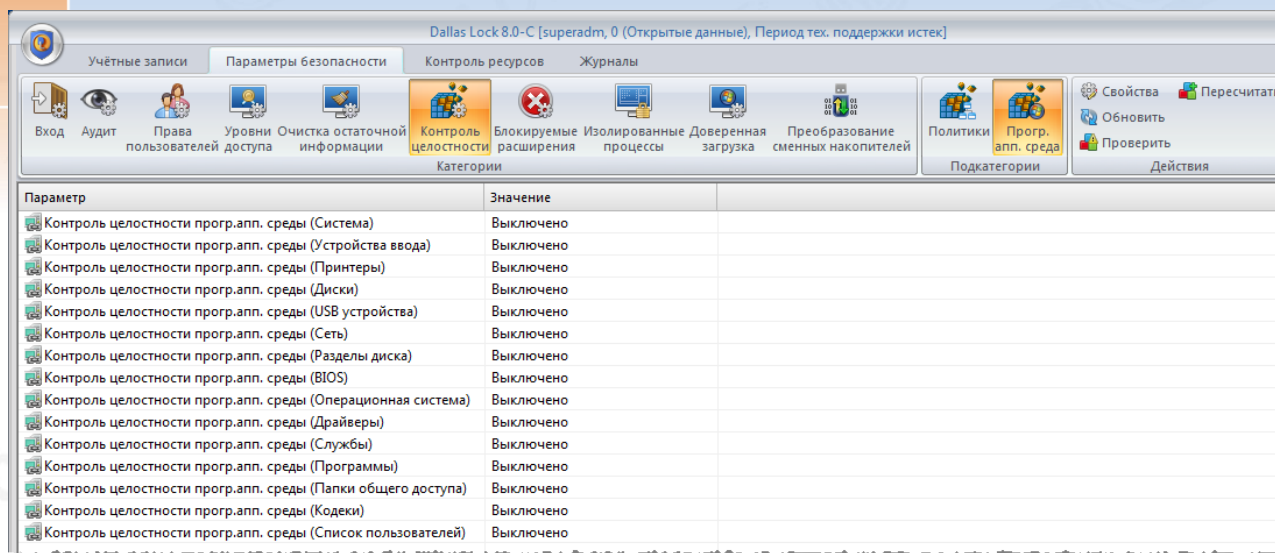 Dallas Lock 8.0-C [superadm, 0 (Открытые данные), Период тех. поддержки истек]
Учётные записи Параметры безопасности Контроль ресурсов Журналы
Вход Аудит Права пользователей Уровни доступа Очистка остаточной информации Контроль целостности Блокируемые расширения Изолированные процессы Доверенная загрузка Преобразование сменных накопителей Политики Прогр. апп. среда
Свойства Пересчитать
Обновить
Проверить
Категории Подкатегории Действия
Параметр Значение
Контроль целостности прогр.апп. среды (Система) Выключено
Контроль целостности прогр.апп. среды (Устройства ввода) Выключено
Контроль целостности прогр.апп. среды (Принтеры) Выключено
Контроль целостности прогр.апп. среды (Диски) Выключено
Контроль целостности прогр.апп. среды (USB устройства) Выключено
Контроль целостности прогр.апп. среды (Сеть) Выключено
Контроль целостности прогр.апп. среды (Разделы диска) Выключено
Контроль целостности прогр.апп. среды (BIOS) Выключено
Контроль целостности прогр.апп. среды (Операционная система) Выключено
Контроль целостности прогр.апп. среды (Драйверы) Выключено
Контроль целостности прогр.апп. среды (Службы) Выключено
Контроль целостности прогр.апп. среды (Программы) Выключено
Контроль целостности прогр.апп. среды (Папки общего доступа) Выключено
Контроль целостности прогр.апп. среды (Кодеки) Выключено
Контроль целостности прогр.апп. среды (Список пользователей) Выключено